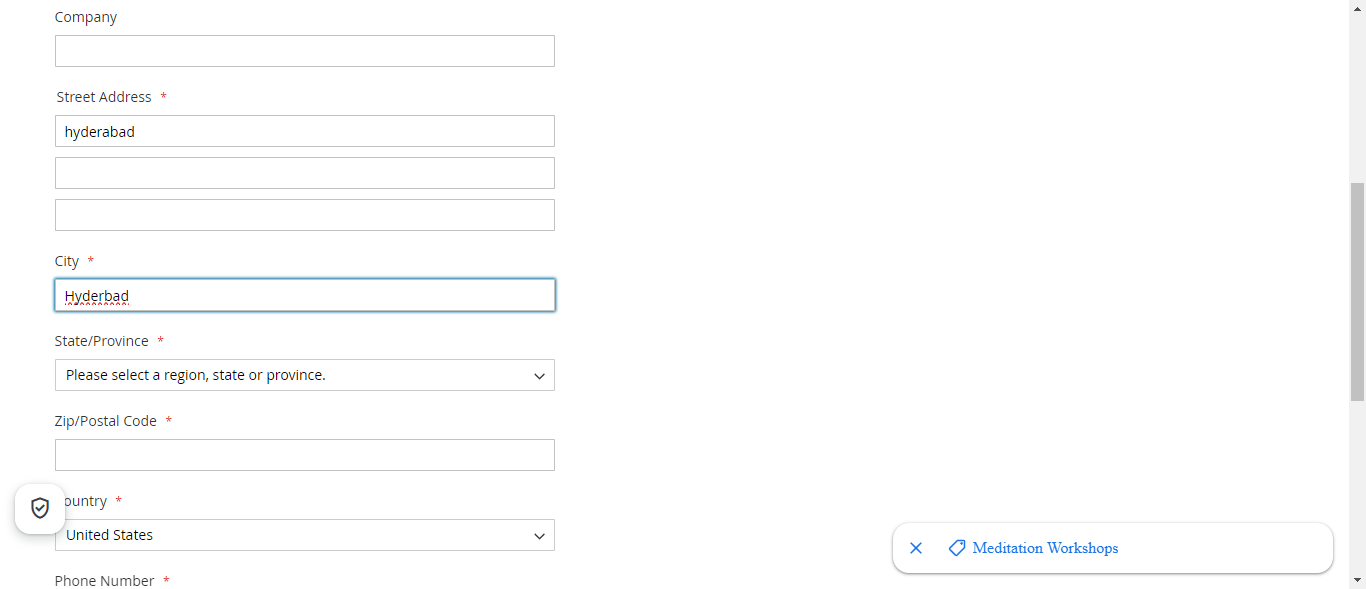 Company
Street Address *
hyderabad
City *
Hyderbad
State/Province *
Please select a region, state or province.
Zip/Postal Code *
ountry *
United States
Meditation Workshops
Phone Number *